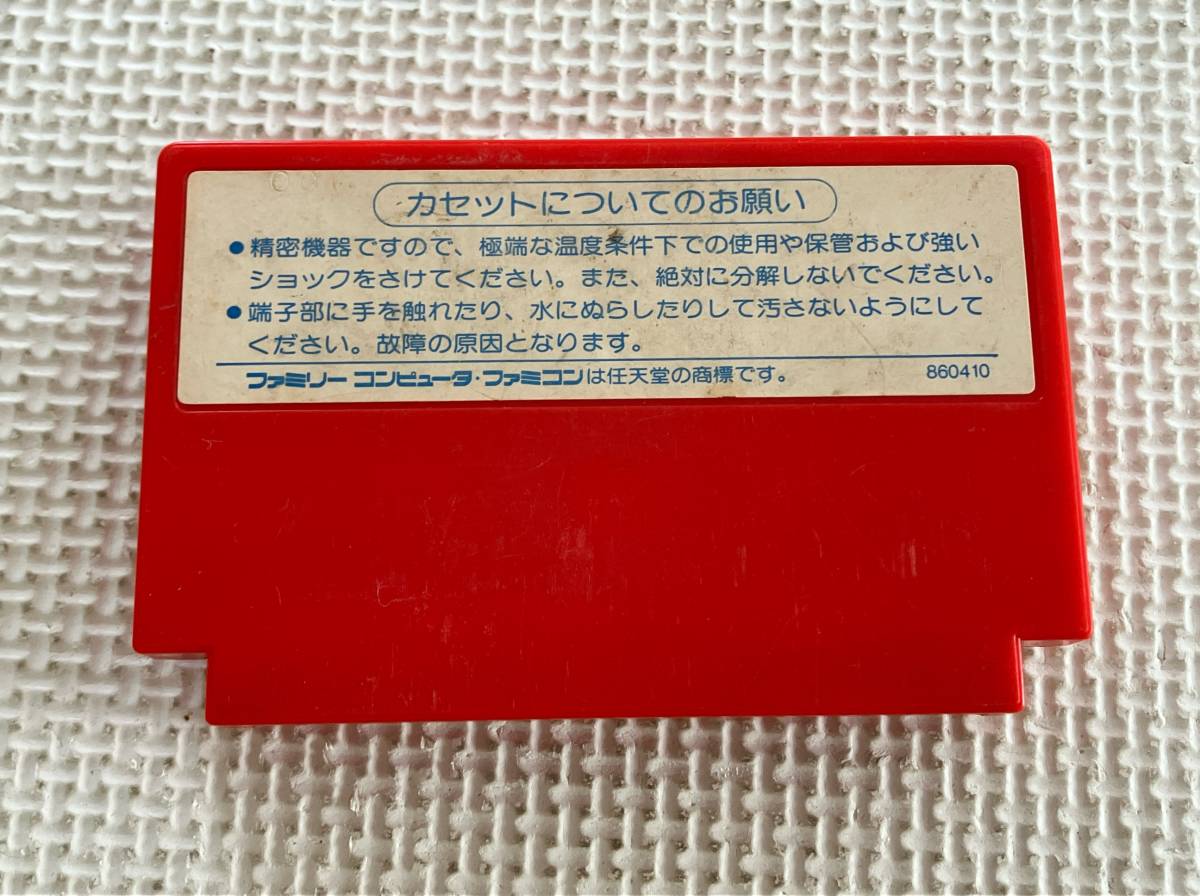 カセットについてのお願い
●精密機器ですので、極端な温度条件下での使用や保管および強い
ショックをさけてください。また、絶対に分解しないでください。
●端子部に手を触れたり、水にぬらしたりして汚さないようにして
ください。故障の原因となります。
ファミリー コンピュータ・ファミコンは任天堂の商標です。 860410